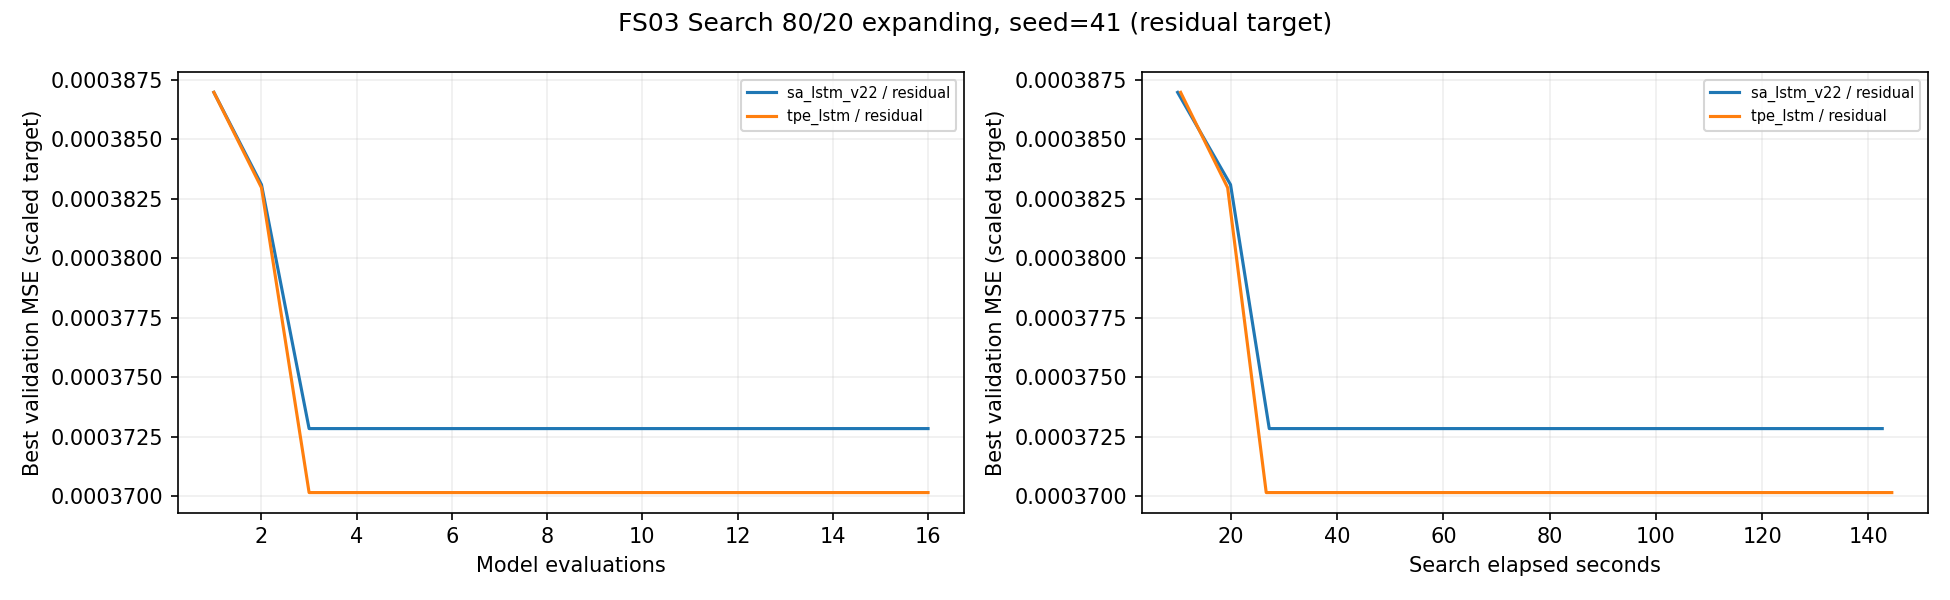 FS03 Search 80/20 expanding, seed=41 (residual target)
Best validation MSE (scaled target)
0.0003875
0.0003850
0.0003825
0.0003800
0.0003775
0.0003750
0.0003725
0.0003700
sa_lstm_v22 / residual
tpe_lstm / residual
2 4 6 8 10 12 14 16
Model evaluations
Best validation MSE (scaled target)
0.0003875
0.0003850
0.0003825
0.0003800
0.0003775
0.0003750
0.0003725
0.0003700
sa_lstm_v22 / residual
tpe_lstm / residual
20 40 60 80 100 120 140
Search elapsed seconds